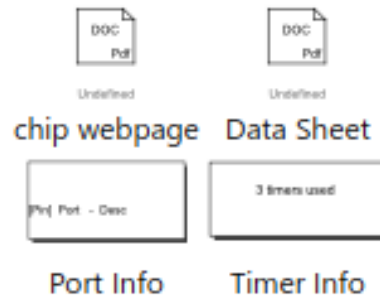 DOC DOC
Pdf Pdf
Undefined Undefined
chip webpage Data Sheet
3 timers used
|Pin| Port - Desc
Port Info Timer Info